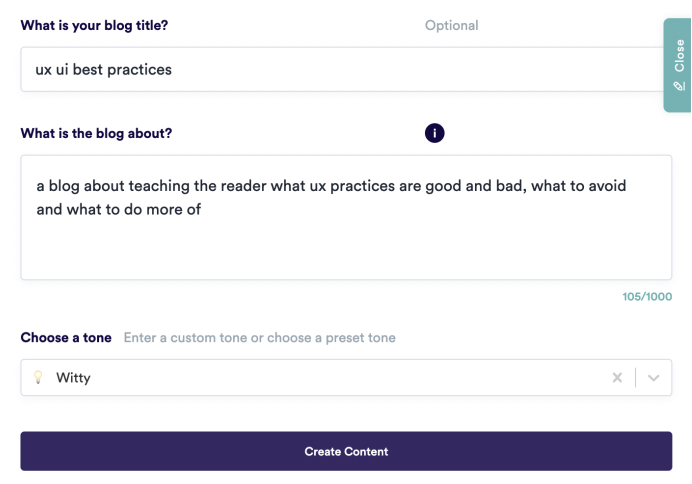 What is your blog title? Optional
ux ui best practices
Close
What is the blog about? i
a blog about teaching the reader what ux practices are good and bad, what to avoid
and what to do more of
105/1000
Choose a tone Enter a custom tone or choose a preset tone
Witty
Create Content